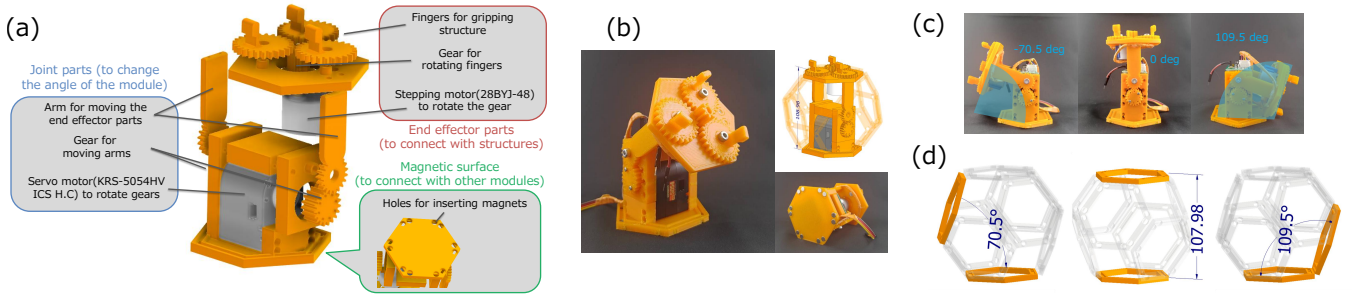 (a)
Fingers for gripping
structure
Gear for
rotating fingers
Stepping motor(28BYJ-48)
to rotate the gear
End effector parts
(to connect with structures)
Joint parts (to change
the angle of the module)
Arm for moving the
end effector parts
Gear for
moving arms
Servo motor(KRS-5054HV
ICS H.C) to rotate gears
Magnetic surface
(to connect with other modules)
Holes for inserting magnets
(b)
108.98
(c)
-70.5 deg
0 deg
109.5 deg
(d)
70.5°
107.98
109.5°